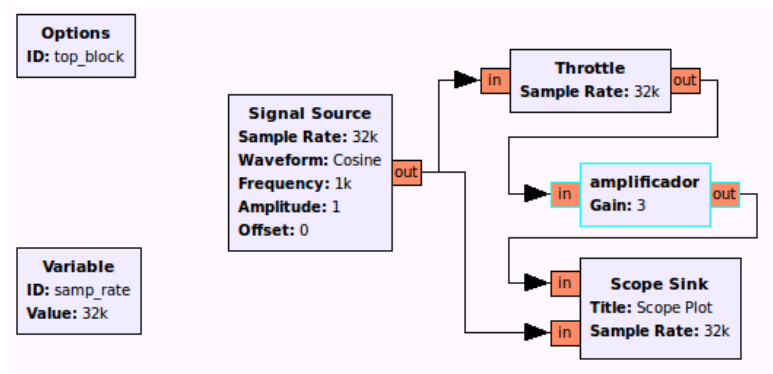 Options
ID: top_block
Signal Source
Sample Rate: 32k
Waveform: Cosine
Frequency: 1k
Amplitude: 1
Offset: 0
out
in
Throttle
Sample Rate: 32k
out
in
amplificador
Gain: 3
out
Variable
ID: samp_rate
Value: 32k
in
in
Scope Sink
Title: Scope Plot
Sample Rate: 32k